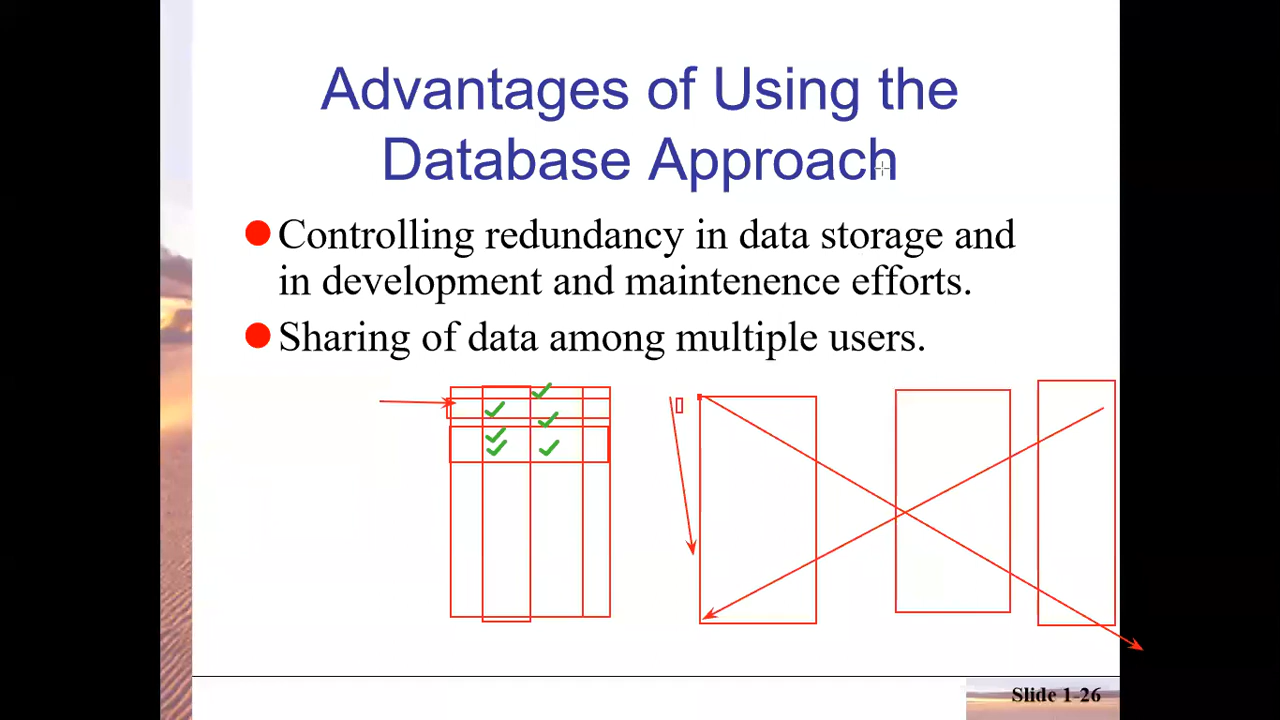 Advantages of Using the
Database Approach
Controlling redundancy in data storage and
in development and maintenence efforts.
Sharing of data among multiple users.
Slide 1-26